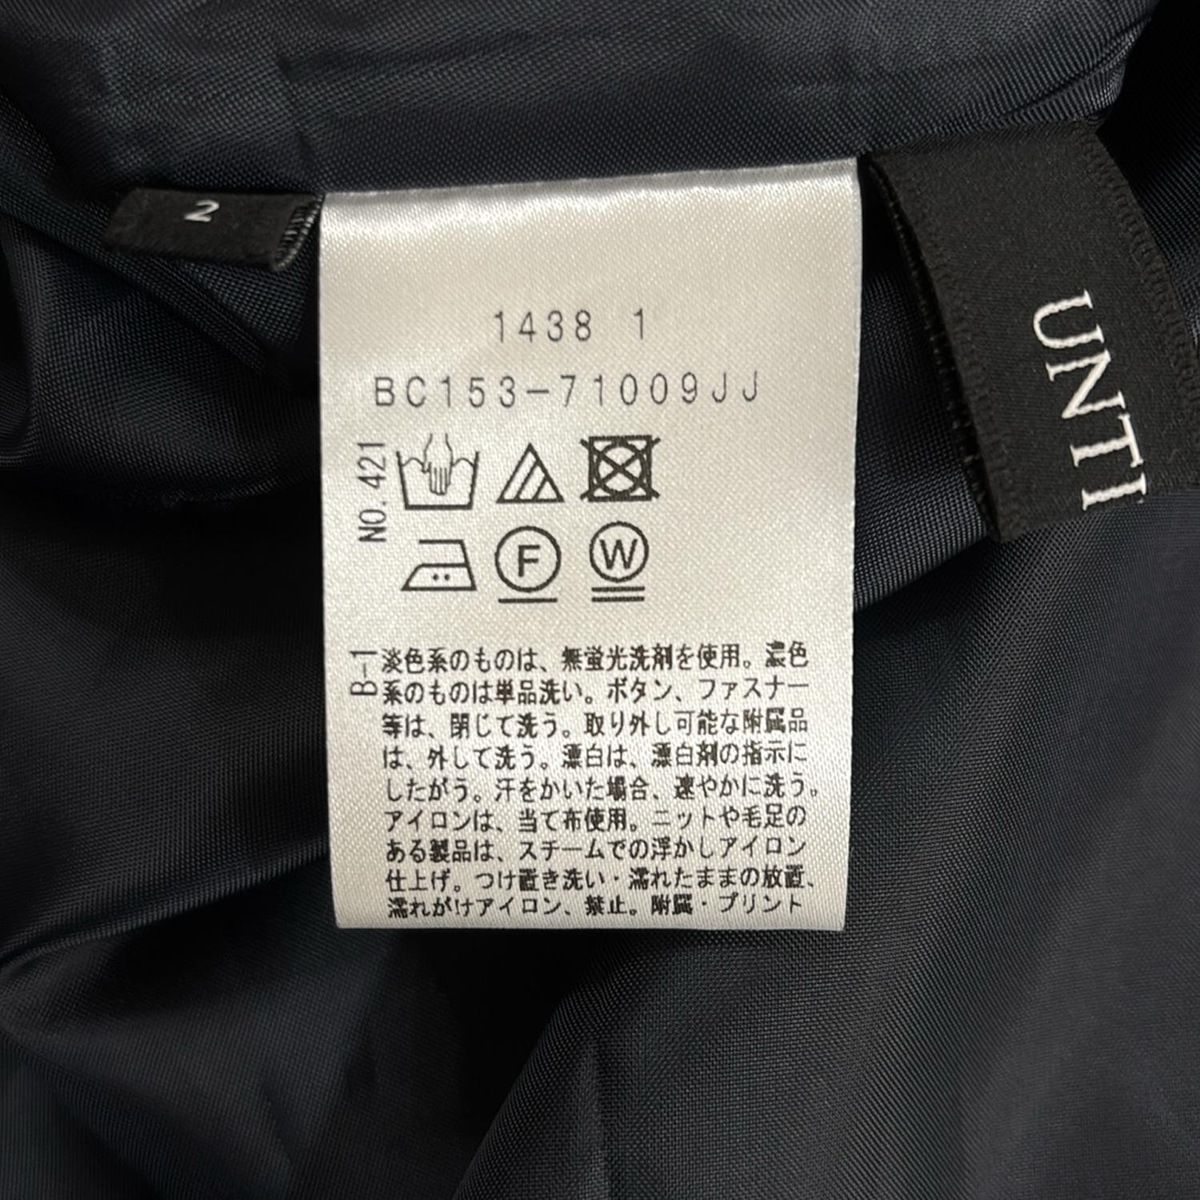 2
1438 1
BC153-71009JJ
NO.421
F
W
B-1
淡色系のものは、無蛍光洗剤を使用。濃色
系のものは単品洗い。ボタン、ファスナー
等は、閉じて洗う。取り外し可能な附属品
は、外して洗う。漂白は、漂白剤の指示に
したがう。汗をかいた場合、速やかに洗う。
アイロンは、当て布使用。ニットや毛足の
ある製品は、スチームでの浮かしアイロン
仕上げ。つけ置き洗い・濡れたままの放置、
濡れがけアイロン、禁止。附属・プリント
UNTI